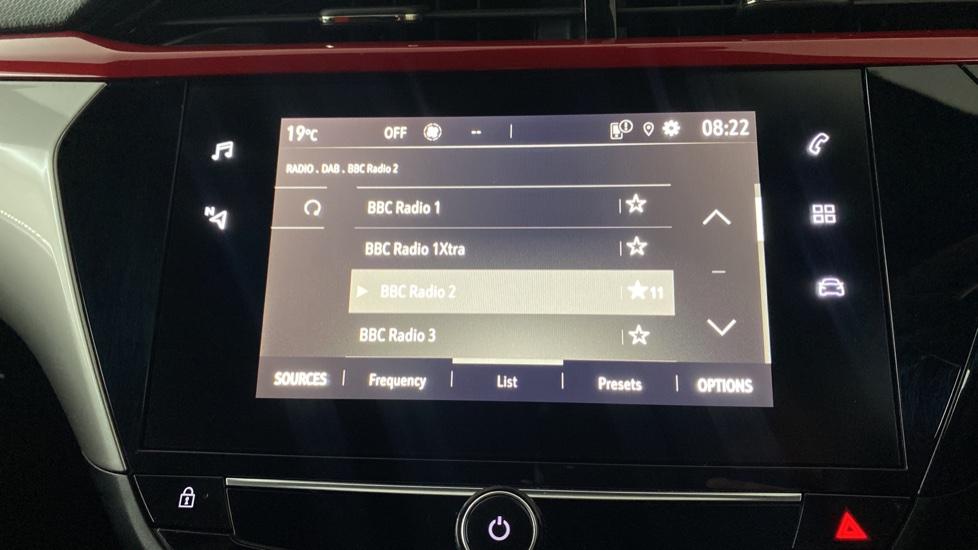 19°C OFF -- 08:22
RADIO . DAB . BBC Radio 2
BBC Radio 1
BBC Radio 1Xtra
BBC Radio 2 11
BBC Radio 3
SOURCES Frequency List Presets OPTIONS
N